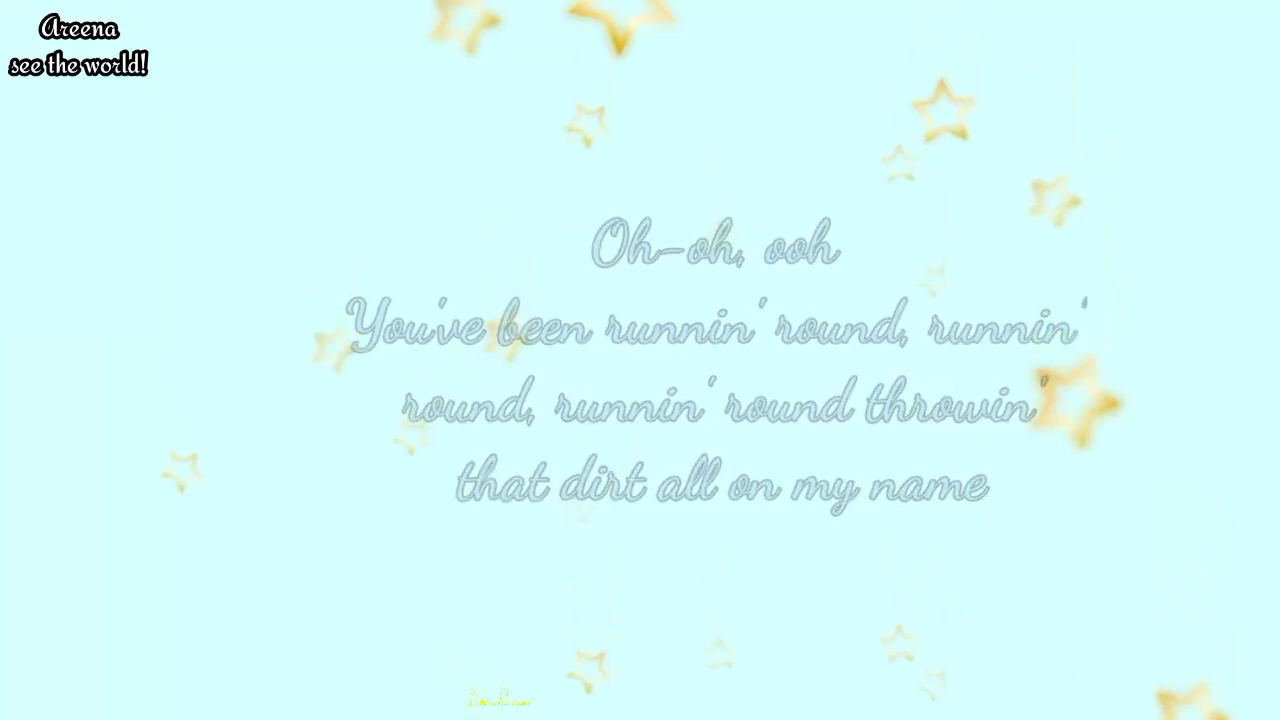 Areena
see the world!
Oh-oh, ooh
You've been runnin' round, runnin'
round, runnin' round throwin'
that dirt all on my name